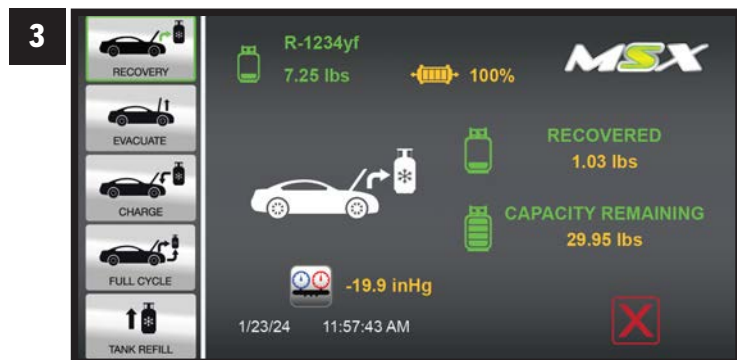 3
RECOVERY
EVACUATE
CHARGE
FULL CYCLE
TANK REFILL
R-1234yf
7.25 lbs
100%
MSX
RECOVERED
1.03 lbs
CAPACITY REMAINING
29.95 lbs
-19.9 inHg
1/23/24 11:57:43 AM